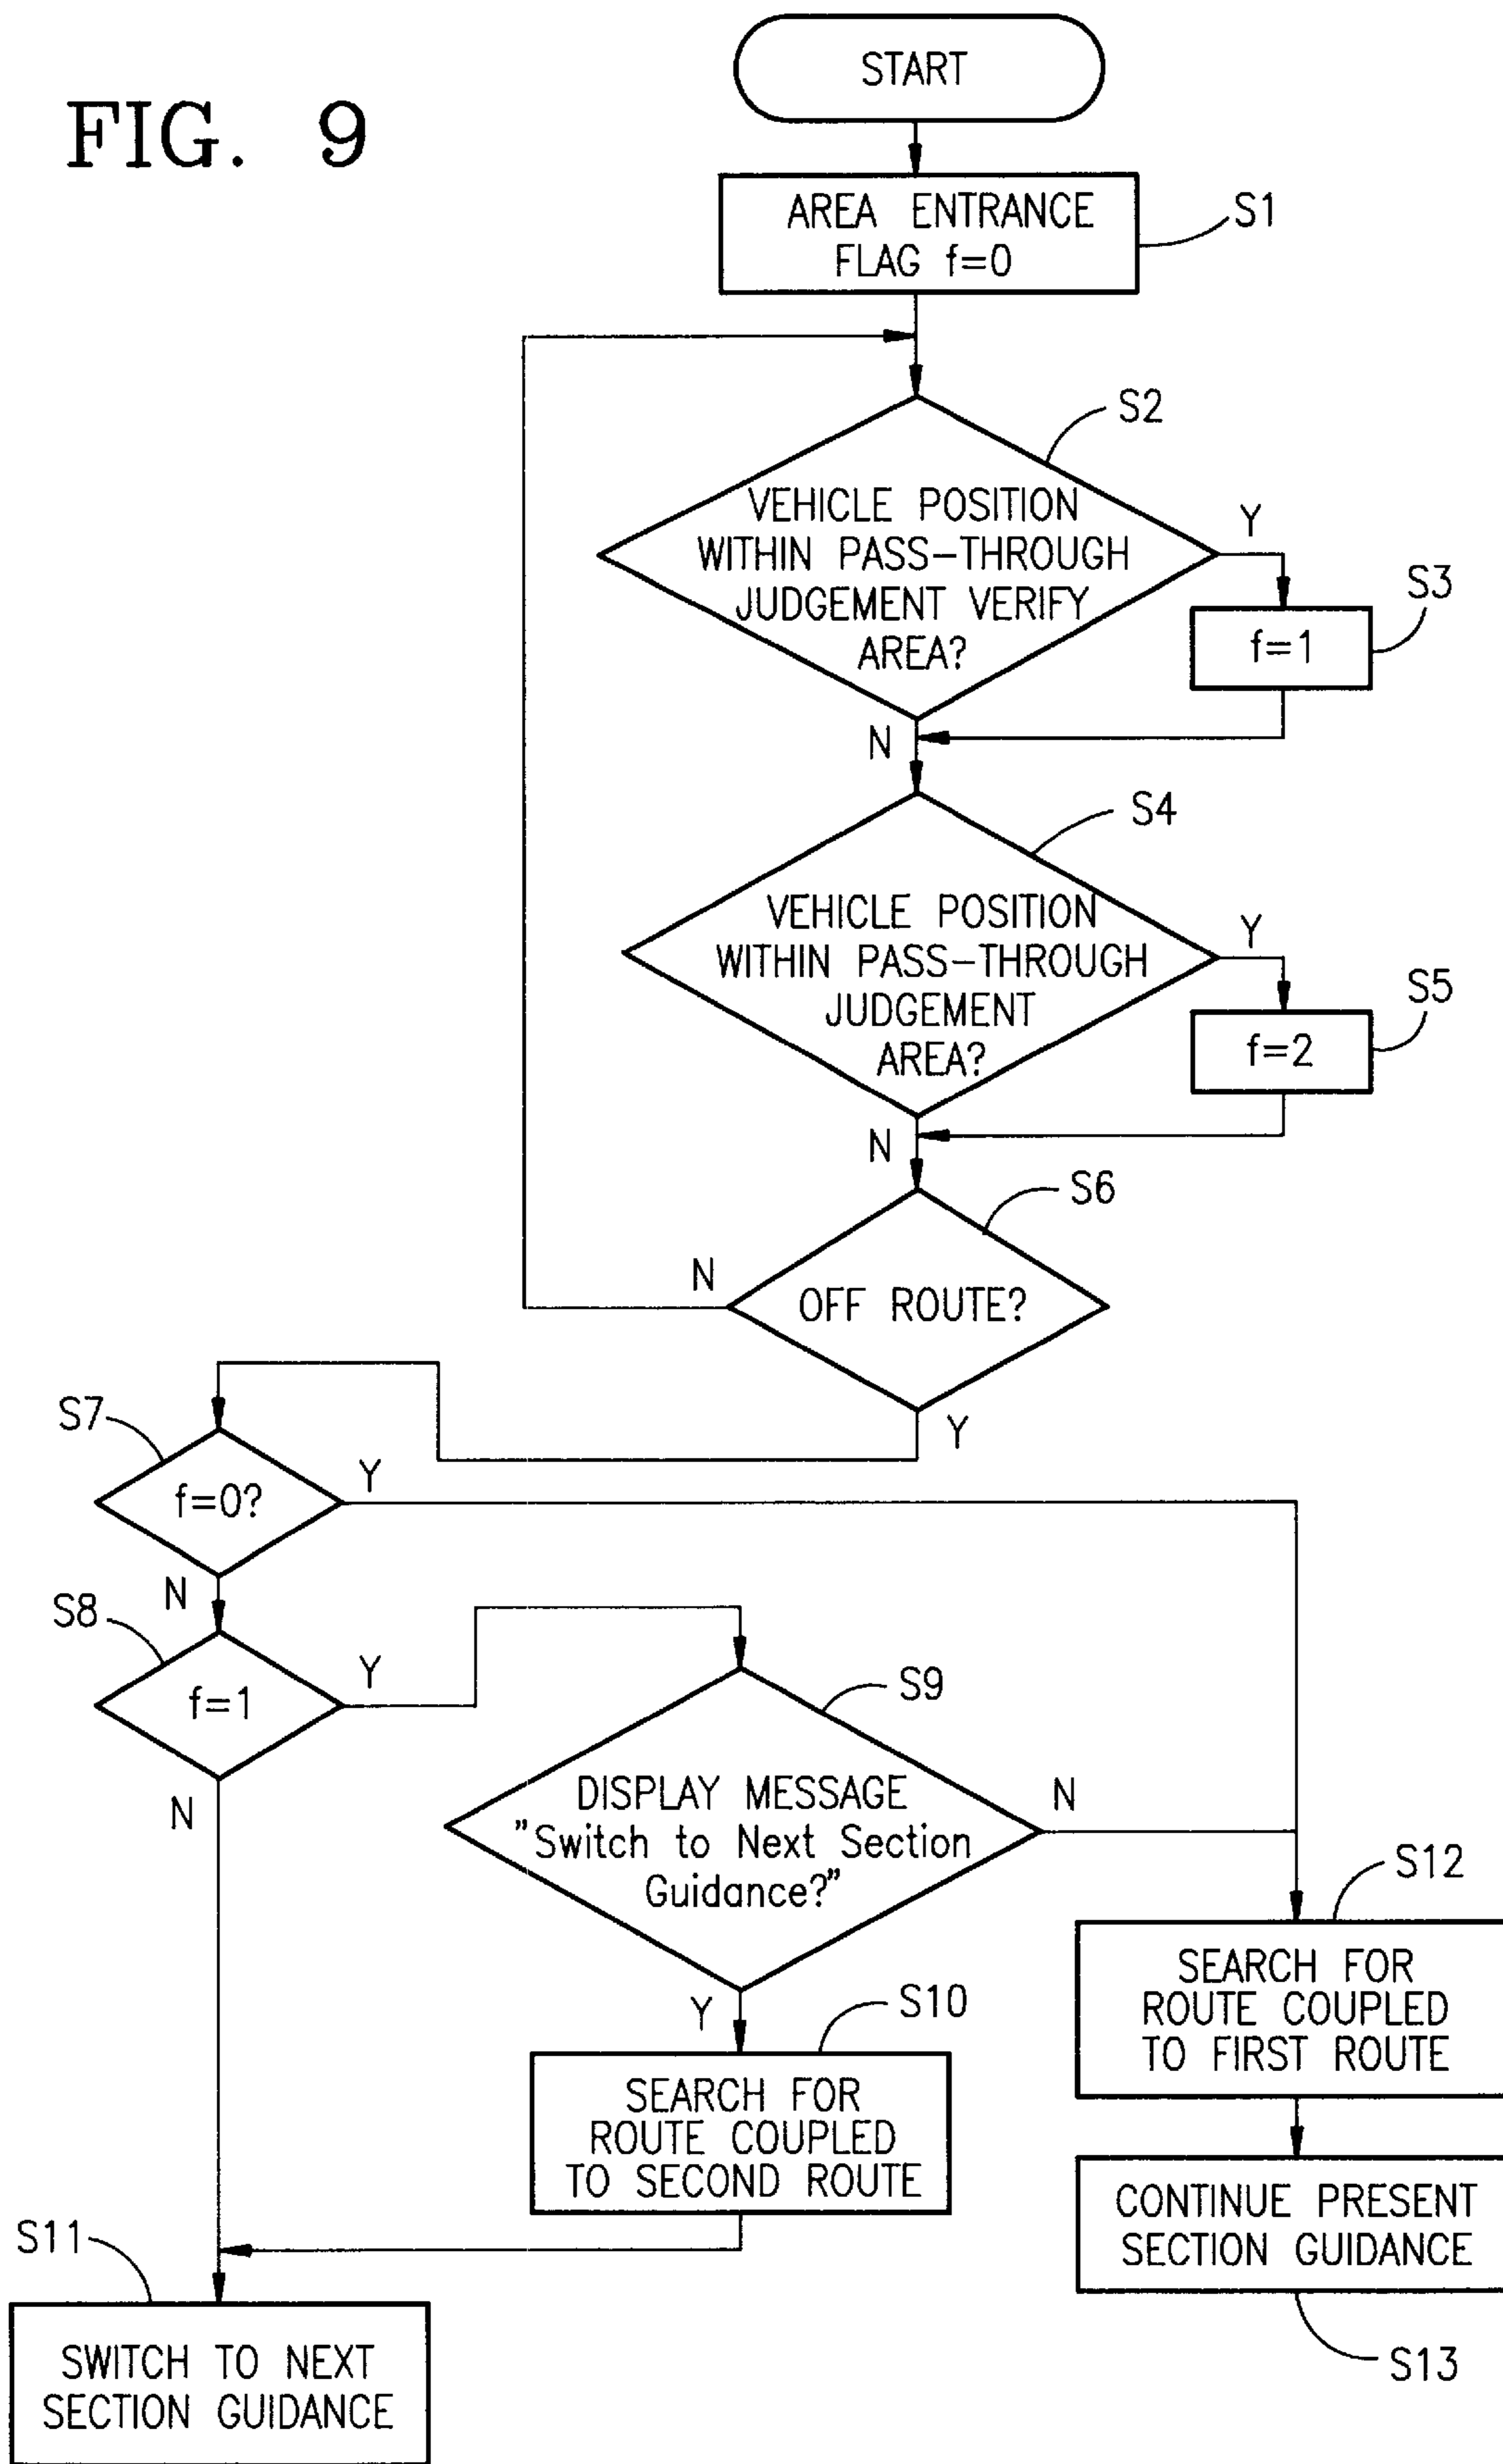 FIG. 9
START
AREA ENTRANCE
FLAG f=0
S1
S2
VEHICLE POSITION
WITHIN PASS-THROUGH
JUDGEMENT VERIFY
AREA?
Y
S3
f=1
N
S4
VEHICLE POSITION
WITHIN PASS-THROUGH
JUDGEMENT
AREA?
Y
S5
f=2
N
S6
OFF ROUTE?
N
Y
S7
f=0?
Y
N
S8
f=1
Y
N
S9
DISPLAY MESSAGE
"Switch to Next Section
Guidance?"
N
Y
S10
SEARCH FOR
ROUTE COUPLED
TO SECOND ROUTE
S12
SEARCH FOR
ROUTE COUPLED
TO FIRST ROUTE
CONTINUE PRESENT
SECTION GUIDANCE
S13
S11
SWITCH TO NEXT
SECTION GUIDANCE